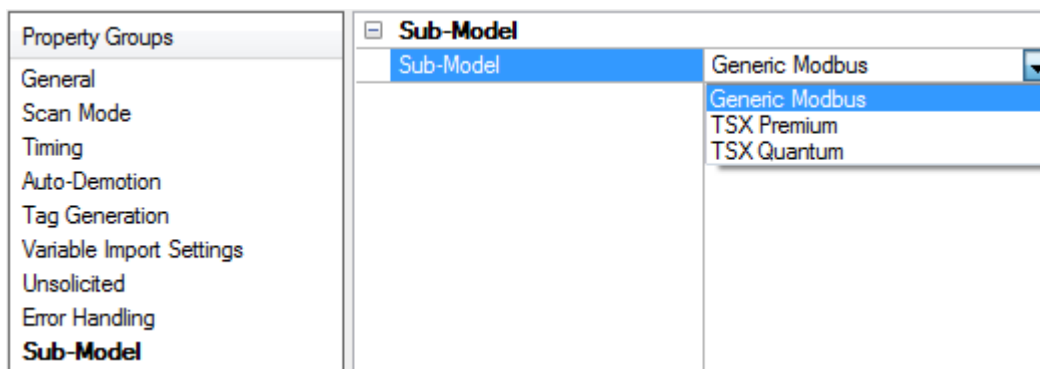 Property Groups
General
Scan Mode
Timing
Auto-Demotion
Tag Generation
Variable Import Settings
Unsolicited
Error Handling
Sub-Model
Sub-Model
Sub-Model Generic Modbus
Generic Modbus
TSX Premium
TSX Quantum